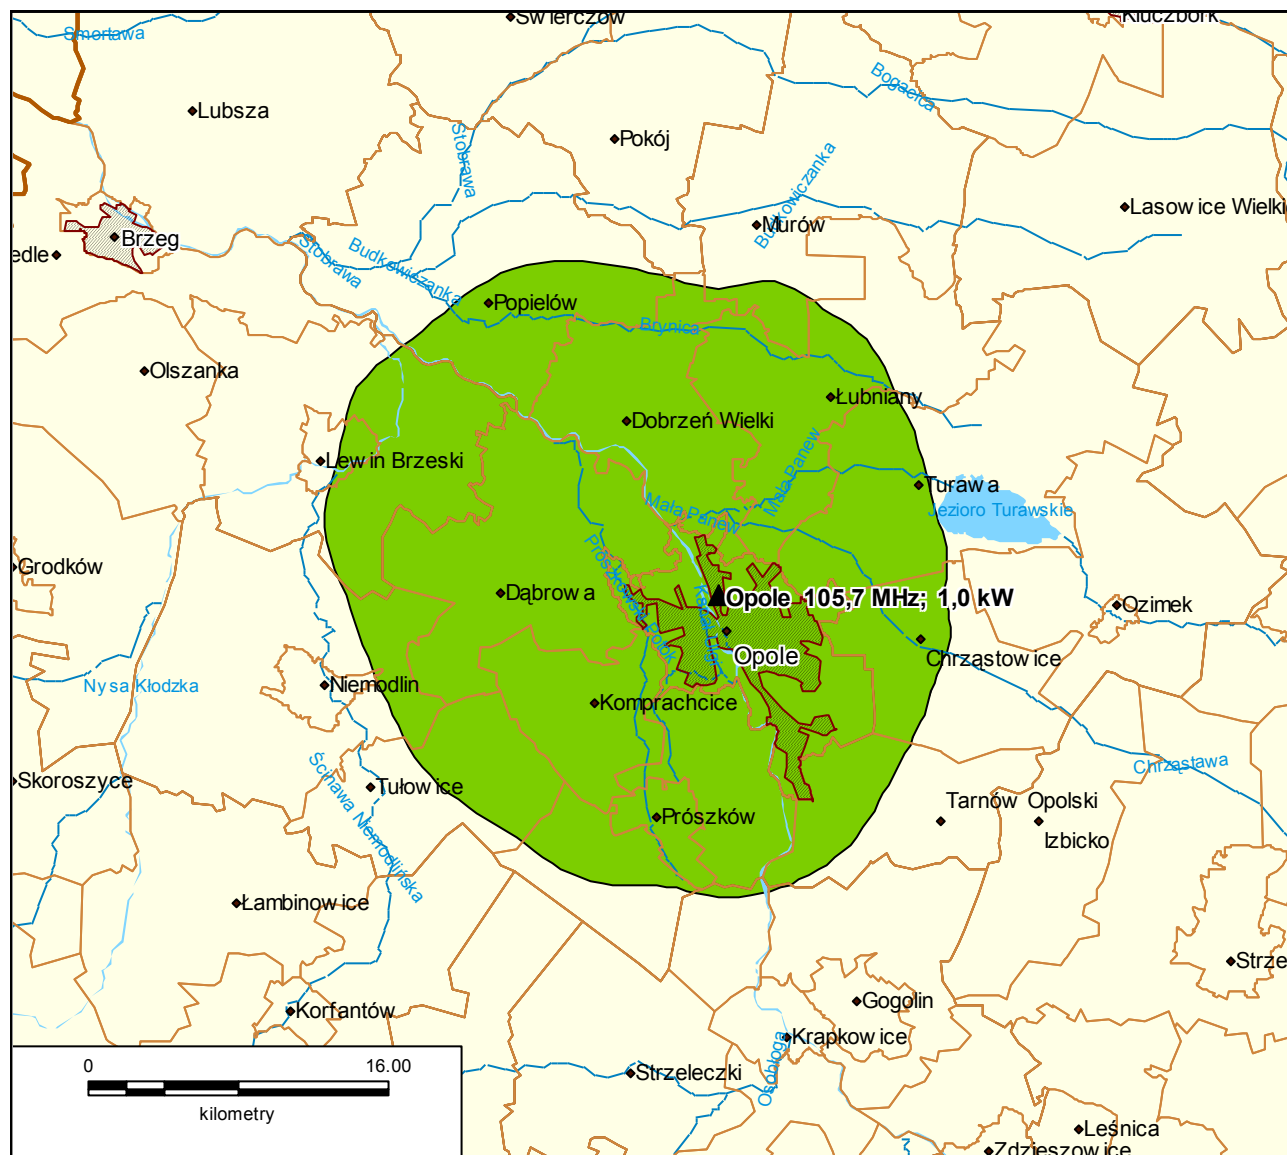 Świerczów
Kluczbork
Smortawa
Bogacica
Lubsza
Stobrawa
Pokój
Budkowiczanka
Lasowice Wielki
Murów
Brzeg
edle
Stobrawa
Budkowiczanka
Popielów
Brynica
Olszanka
Łubniany
Dobrzeń Wielki
Lewin Brzeski
Mała Panew
Turawa
Mała Panew
Jezioro Turawskie
Grodków
Prószkowski Potok
Dąbrowa
Opole 105,7 MHz; 1,0 kW
Ozimek
Opole
Chrząstowice
Nysa Kłodzka
Niemodlin
Komprachcice
Skoroszyce
Ścinawa Niemodlińska
Tułowice
Chrząstawa
Tarnów Opolski
Prószków
Izbicko
Łambinowice
Strze
Korfantów
Gogolin
Krapkowice
Osobłoga
Strzeleczki
0 16.00
kilometry
Leśnica
Zdzieszowice